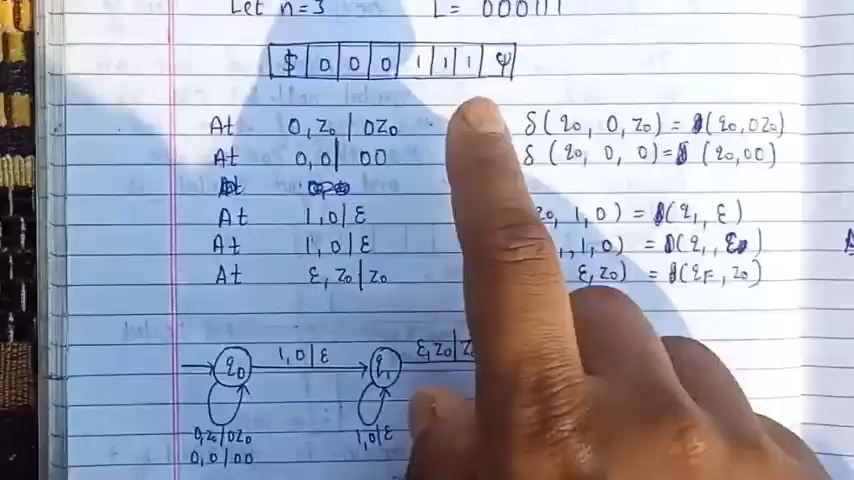 Let n=3 L= 000111
$ 0 0 0 1 1 1 Ψ
At 0, Z0 | 0Z0 δ(q0, 0, Z0) = (q0, 0Z0)
At 0, 0 | 00 δ(q0, 0, 0) = (q0, 00)
At 1, 0 | ε q0, 1, 0) = (q1, ε)
At 1, 0 | ε , 1, 0) = (q1, ε)
At ε, Z0 | Z0 ε, Z0) = (qF, Z0)
q0 1, 0 | ε q1 ε, Z0 | Z0
0, Z0 | 0Z0 1, 0 | ε
0, 0 | 00